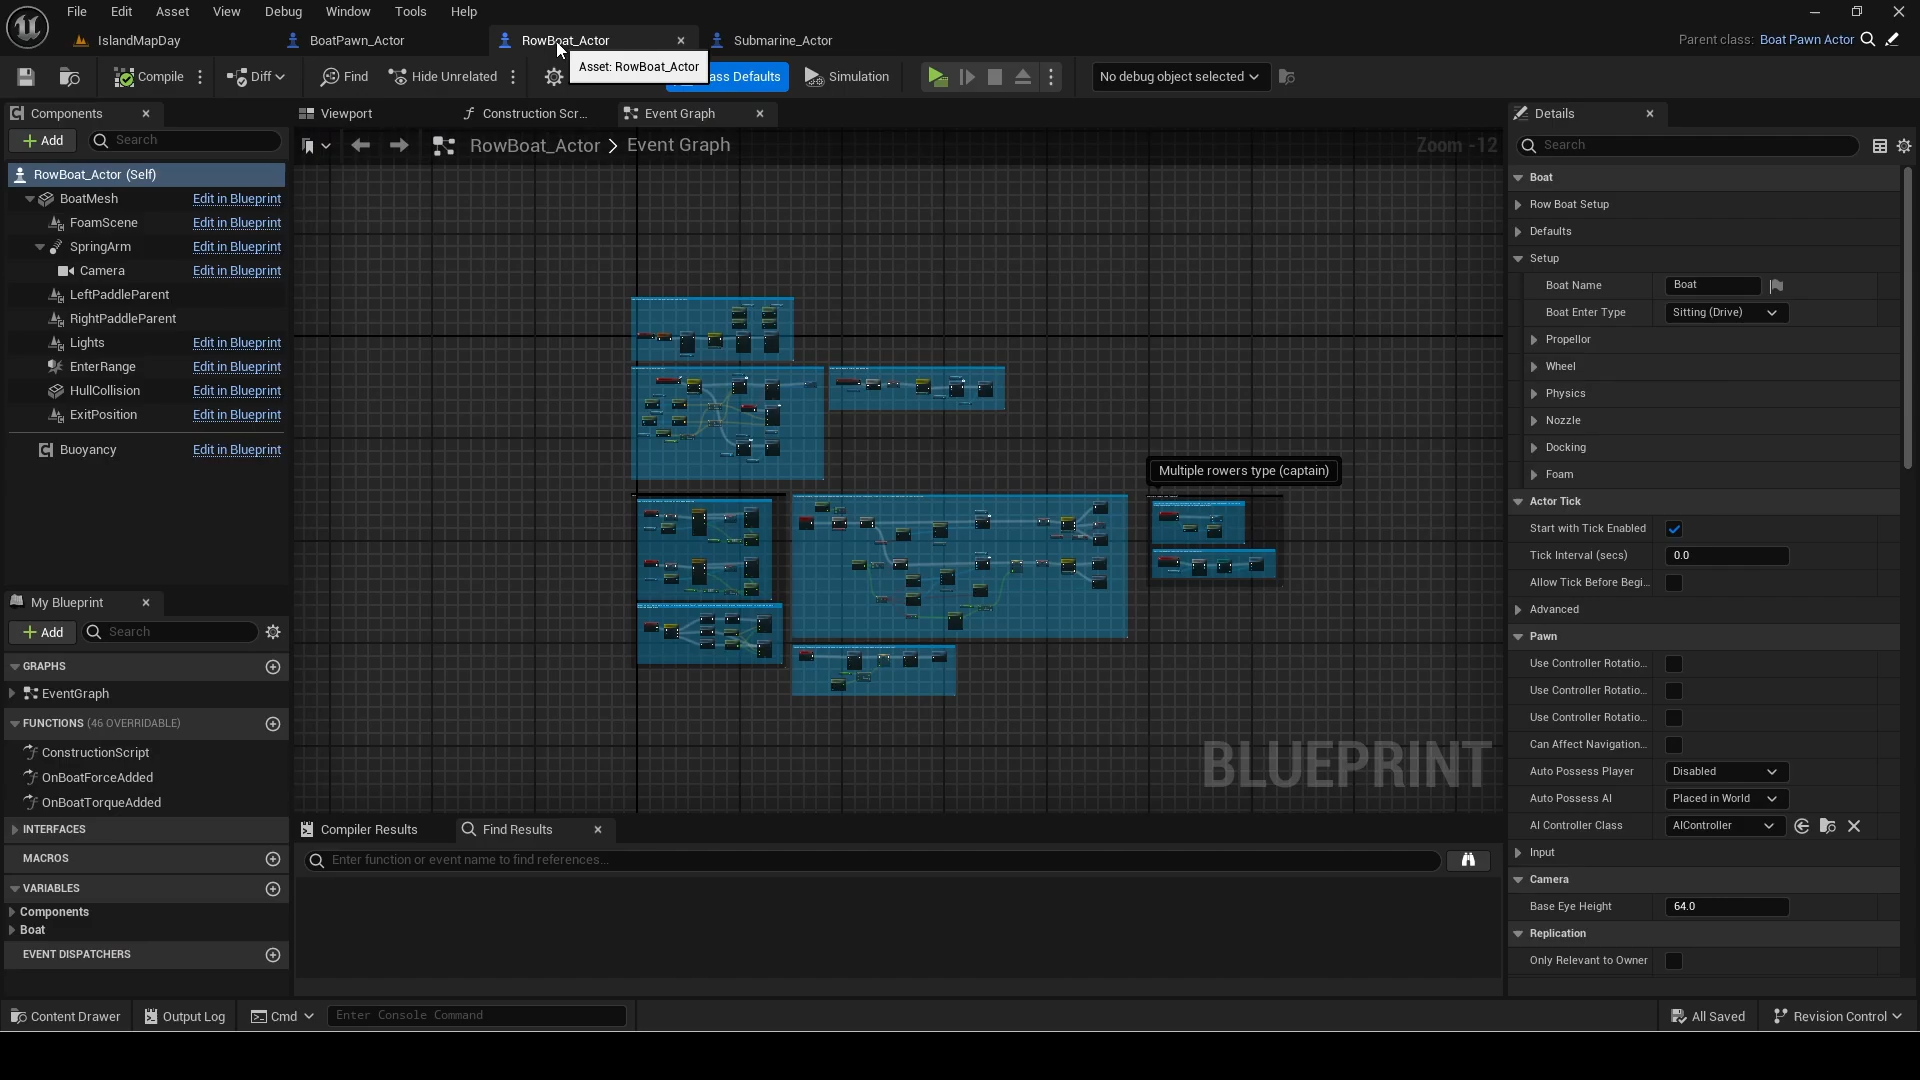 File Edit Asset View Debug Window Tools Help
IslandMapDay BoatPawn_Actor RowBoat_Actor Submarine_Actor Parent class: Boat Pawn Actor
Compile Diff Find Hide Unrelated ass Defaults Simulation No debug object selected
Asset: RowBoat_Actor
Components Viewport Construction Scr... Event Graph Details
Add Search RowBoat_Actor > Event Graph Zoom -12 Search
RowBoat_Actor (Self)
BoatMesh Edit in Blueprint
FoamScene Edit in Blueprint
SpringArm Edit in Blueprint
Camera Edit in Blueprint
LeftPaddleParent
RightPaddleParent
Lights Edit in Blueprint
EnterRange Edit in Blueprint
HullCollision Edit in Blueprint
ExitPosition Edit in Blueprint
Buoyancy Edit in Blueprint
My Blueprint
Add Search
GRAPHS
EventGraph
FUNCTIONS (46 OVERRIDABLE)
ConstructionScript
OnBoatForceAdded
OnBoatTorqueAdded
INTERFACES
MACROS
VARIABLES
Components
Boat
EVENT DISPATCHERS
Multiple rowers type (captain)
BLUEPRINT
Compiler Results Find Results
Enter function or event name to find references...
Boat
Row Boat Setup
Defaults
Setup
Boat Name Boat
Boat Enter Type Sitting (Drive)
Propellor
Wheel
Physics
Nozzle
Docking
Foam
Actor Tick
Start with Tick Enabled
Tick Interval (secs) 0.0
Allow Tick Before Begi...
Advanced
Pawn
Use Controller Rotatio...
Use Controller Rotatio...
Use Controller Rotatio...
Can Affect Navigation...
Auto Possess Player Disabled
Auto Possess AI Placed in World
AI Controller Class AIController
Input
Camera
Base Eye Height 64.0
Replication
Only Relevant to Owner
Content Drawer Output Log Cmd Enter Console Command All Saved Revision Control